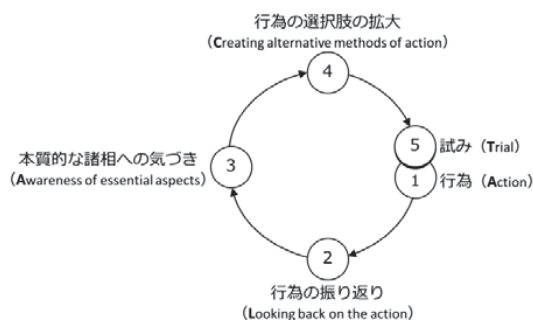 行為の選択肢の拡大
（Creating alternative methods of action）
4
5
試み（Trial）
本質的な諸相への気づき
（Awareness of essential aspects）
3
1
行為（Action）
2
行為の振り返り
（Looking back on the action）